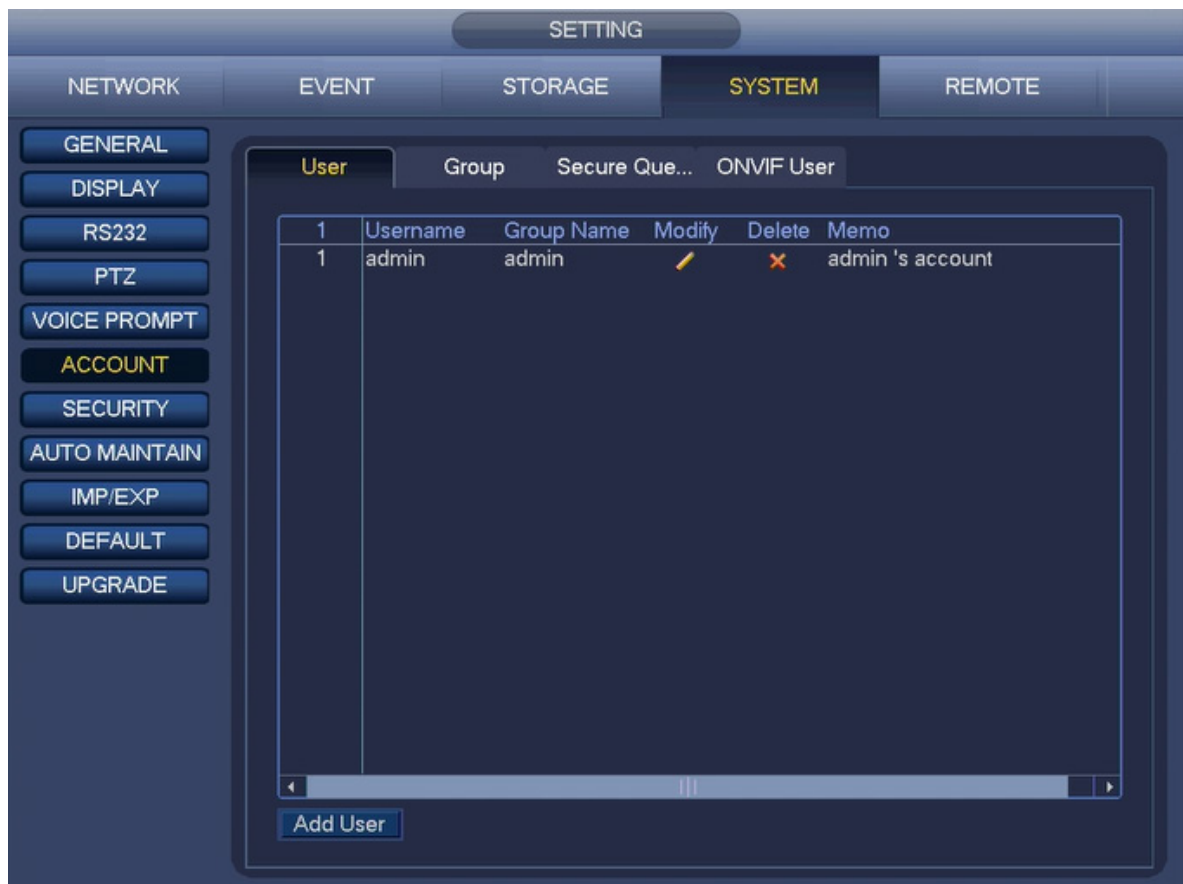 SETTING
NETWORK EVENT STORAGE SYSTEM REMOTE
GENERAL
DISPLAY
RS232
PTZ
VOICE PROMPT
ACCOUNT
SECURITY
AUTO MAINTAIN
IMP/EXP
DEFAULT
UPGRADE
User Group Secure Que... ONVIF User
1 Username Group Name Modify Delete Memo
1 admin admin admin 's account
Add User